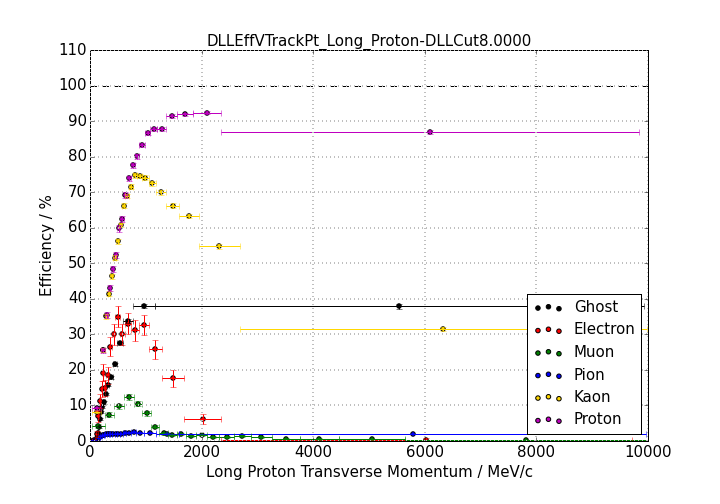 DLLEffVTrackPt_Long_Proton-DLLCut8.0000
110
100
90
80
70
60
50
40
30
20
10
0
Efficiency / %
Ghost
Electron
Muon
Pion
Kaon
Proton
0 2000 4000 6000 8000 10000
Long Proton Transverse Momentum / MeV/c